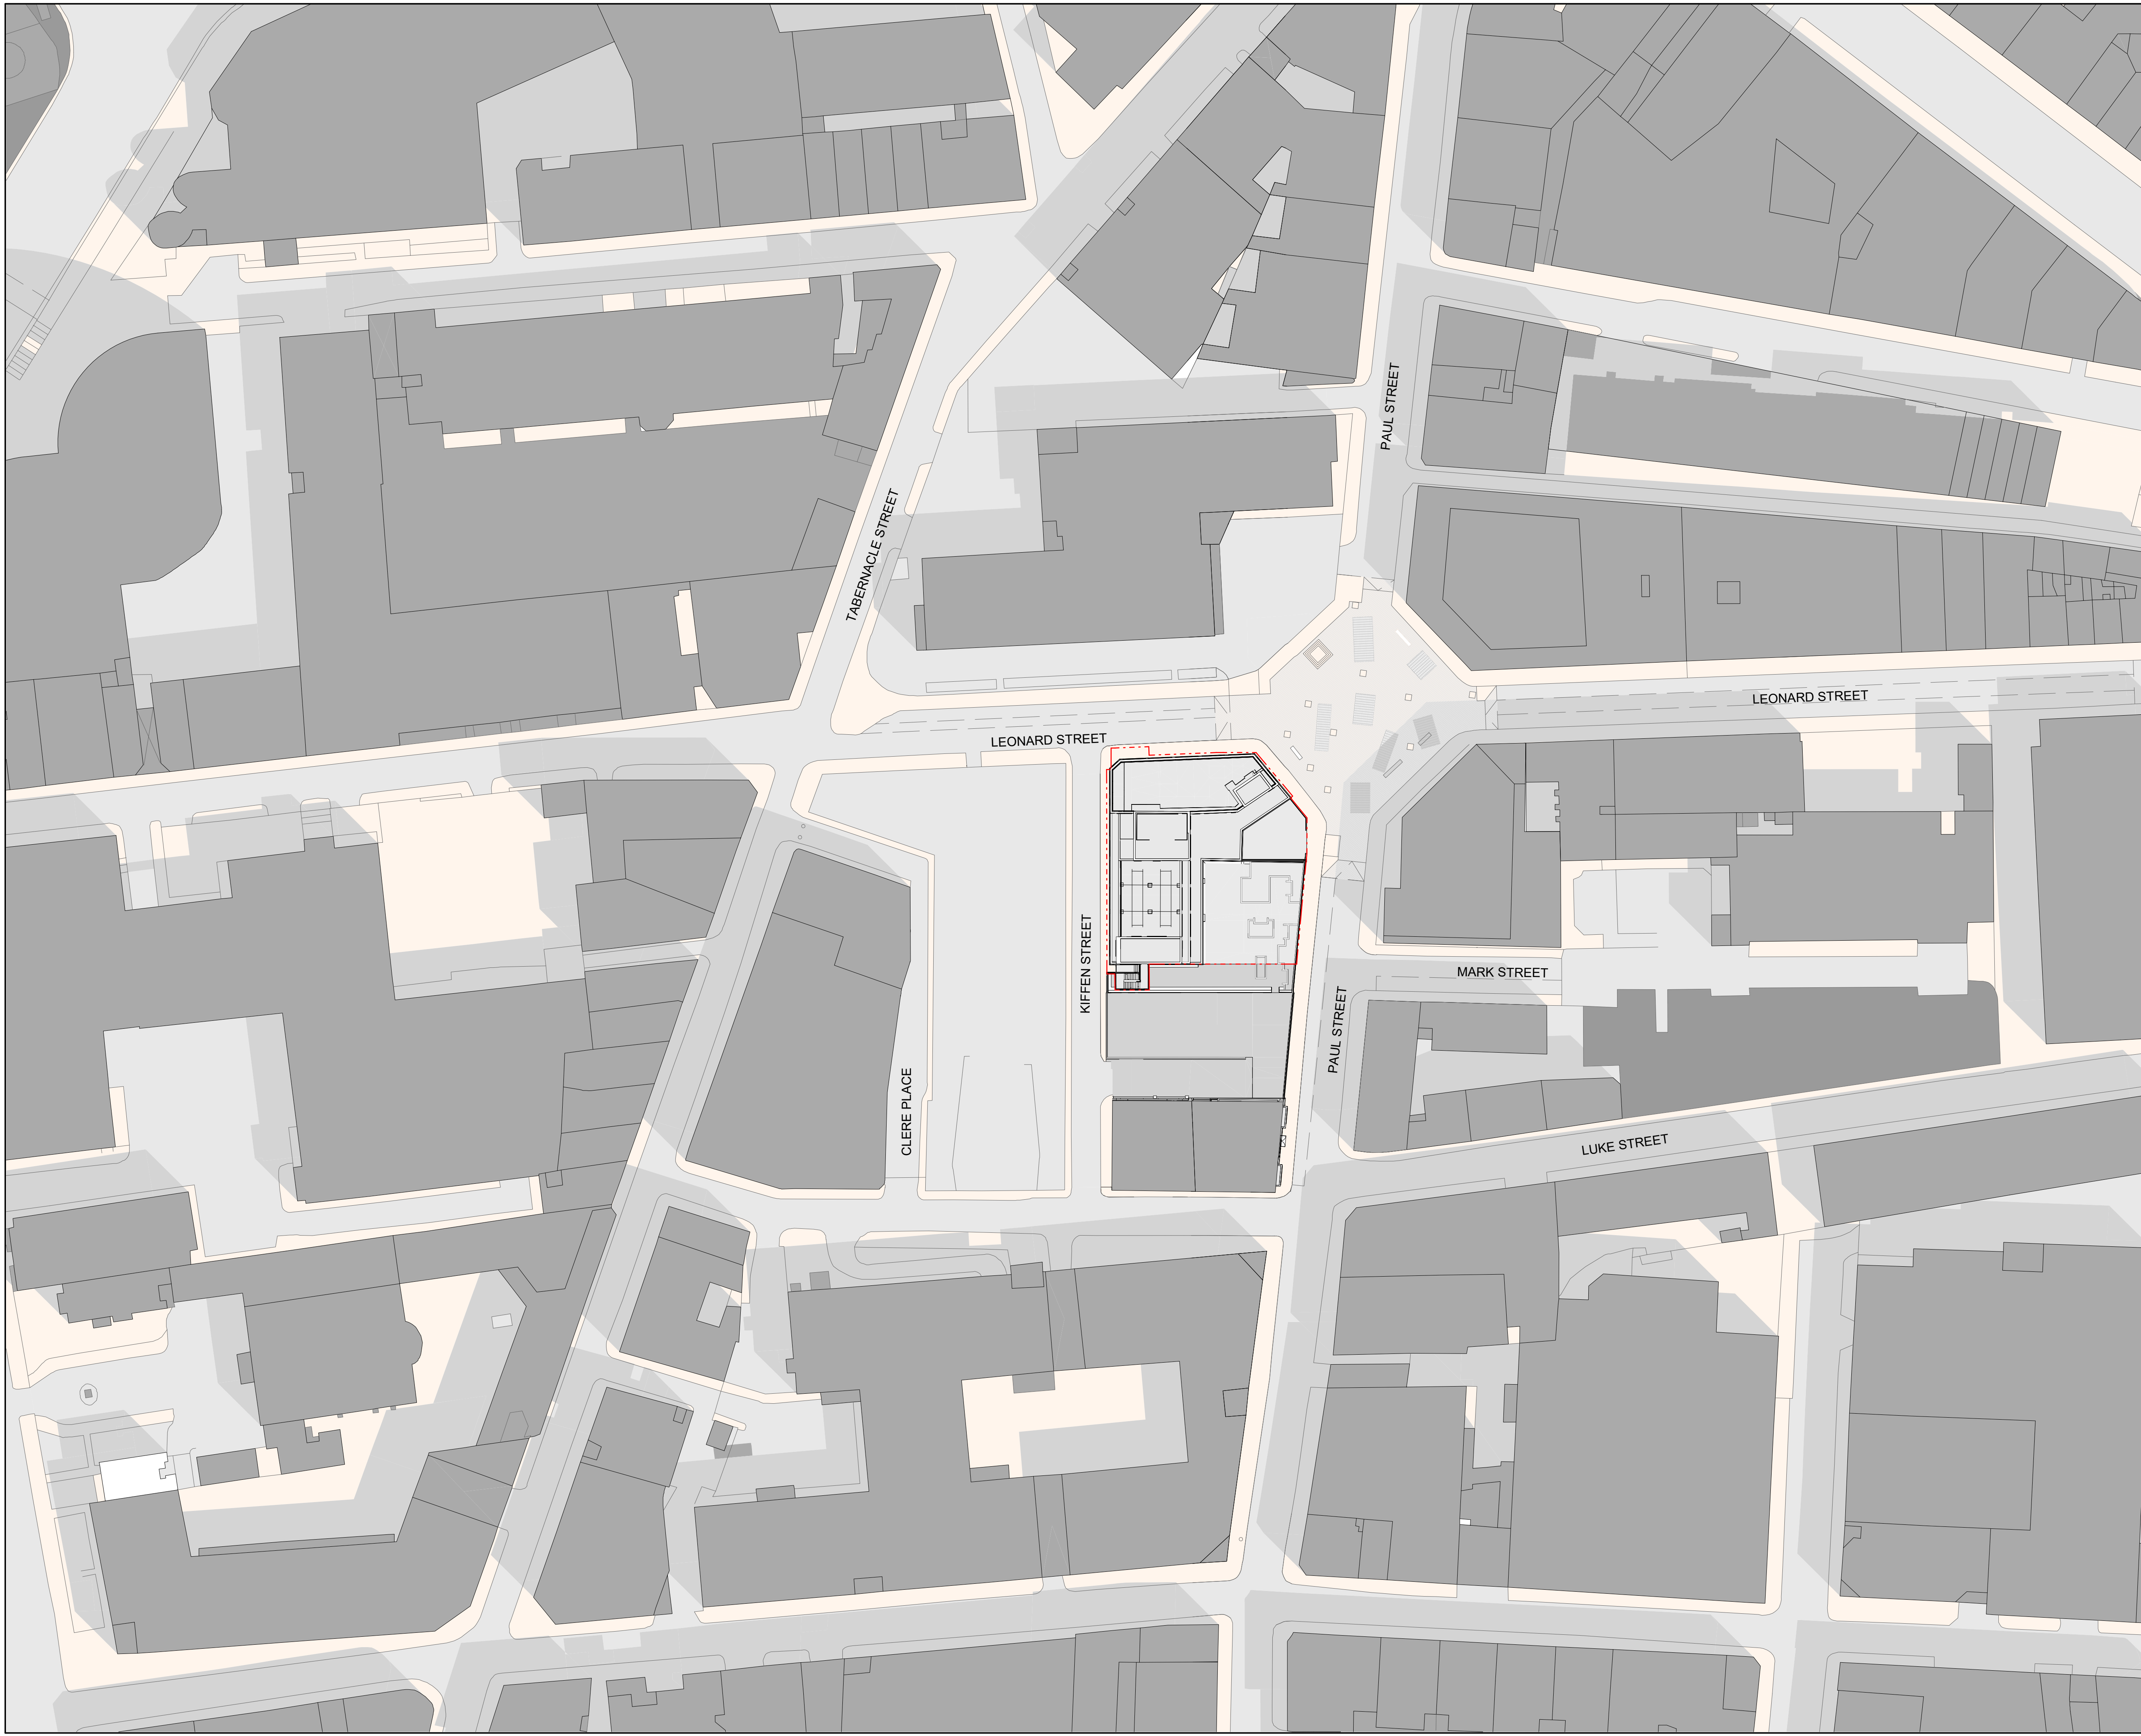 PAUL STREET
TABERNACLE STREET
LEONARD STREET
LEONARD STREET
KIFFEN STREET
MARK STREET
PAUL STREET
CLERE PLACE
LUKE STREET